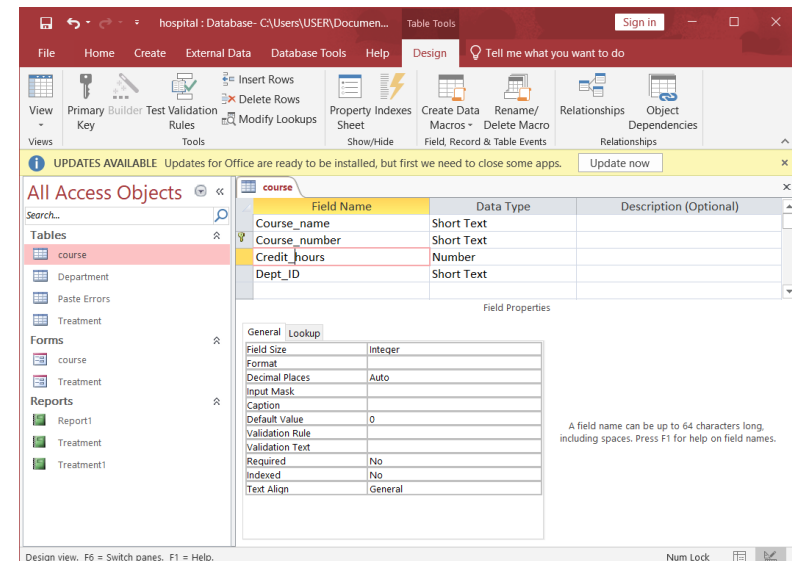 hospital : Database- C:\Users\USER\Documen...
Table Tools
Sign in
File Home Create External Data Database Tools Help Design Tell me what you want to do
View
Primary Key
Builder
Test Validation Rules
Insert Rows
Delete Rows
Modify Lookups
Property Sheet
Indexes
Create Data Macros
Rename/ Delete Macro
Relationships
Object Dependencies
Views
Tools
Show/Hide
Field, Record & Table Events
Relationships
UPDATES AVAILABLE Updates for Office are ready to be installed, but first we need to close some apps. Update now
All Access Objects
Search...
Tables
course
Department
Paste Errors
Treatment
Forms
course
Treatment
Reports
Report1
Treatment
Treatment1
course
Field Name Data Type Description (Optional)
Course_name Short Text
Course_number Short Text
Credit_hours Number
Dept_ID Short Text
Field Properties
General Lookup
Field Size Integer
Format
Decimal Places Auto
Input Mask
Caption
Default Value 0
Validation Rule
Validation Text
Required No
Indexed No
Text Align General
A field name can be up to 64 characters long,
including spaces. Press F1 for help on field names.
Design view. F6 = Switch panes. F1 = Help.
Num Lock